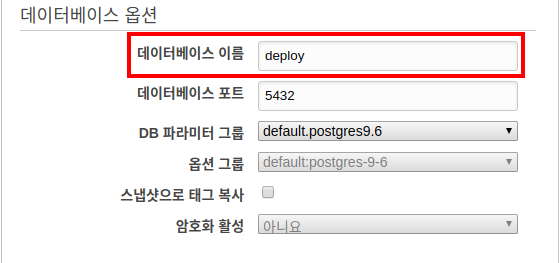 데이터베이스 옵션
데이터베이스 이름 deploy
데이터베이스 포트 5432
DB 파라미터 그룹 default.postgres9.6
옵션 그룹 default:postgres-9-6
스냅샷으로 태그 복사
암호화 활성 아니요